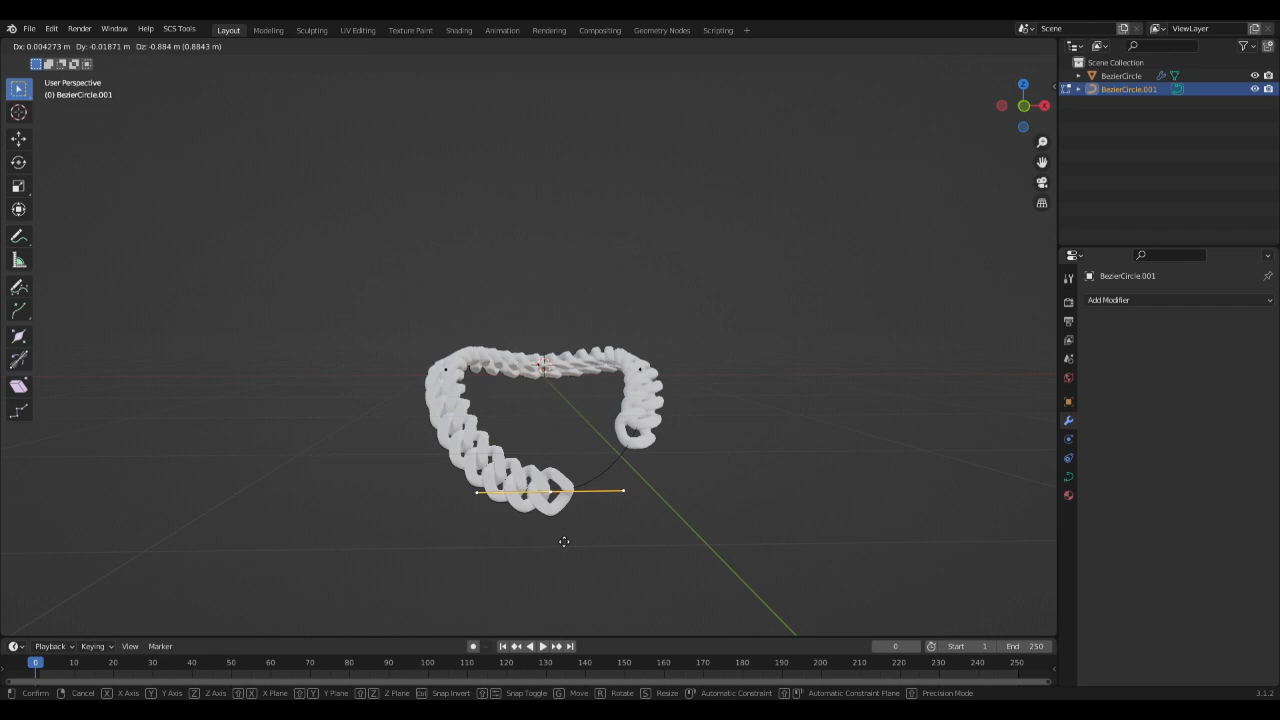 File Edit Render Window Help SCS Tools Layout Modeling Sculpting UV Editing Texture Paint Shading Animation Rendering Compositing Geometry Nodes Scripting Scene ViewLayer
Dx: 0.004273 m Dy: -0.01871 m Dz: -0.884 m (0.8843 m)
Scene Collection
User Perspective
(0) BezierCircle.001
BezierCircle
BezierCircle.001
Z
X
BezierCircle.001
Add Modifier
Playback Keying View Marker 0 Start 1 End 250
0 10 20 30 40 50 60 70 80 90 100 110 120 130 140 150 160 170 180 190 200 210 220 230 240 250
Confirm Cancel X X Axis Y Y Axis Z Z Axis X X Plane Y Y Plane Z Z Plane Ctrl Snap Invert Snap Toggle G Move R Rotate S Resize Automatic Constraint Automatic Constraint Plane Precision Mode 3.1.2